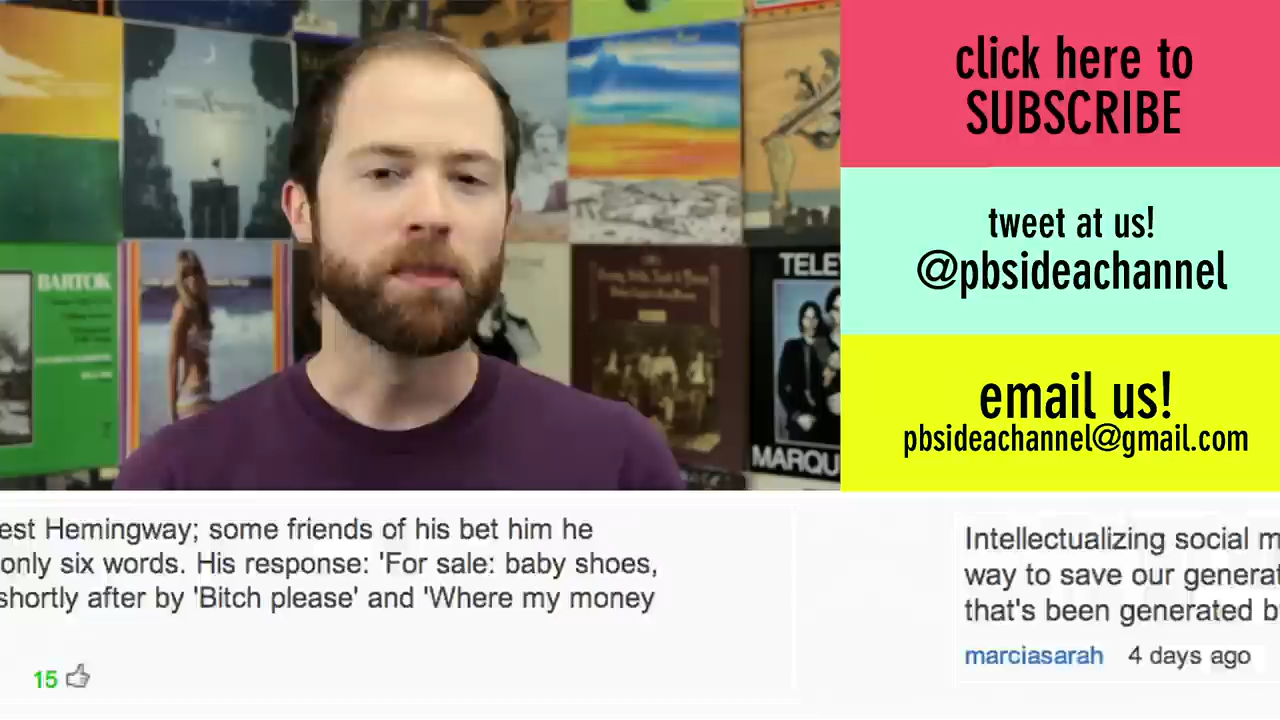 click here to
SUBSCRIBE
tweet at us!
@pbsideachannel
email us!
pbsideachannel@gmail.com
BARTOK
TELE
MARQU
est Hemingway; some friends of his bet him he
only six words. His response: 'For sale: baby shoes,
shortly after by 'Bitch please' and 'Where my money
15
Intellectualizing social m
way to save our generat
that's been generated b
marciasarah 4 days ago